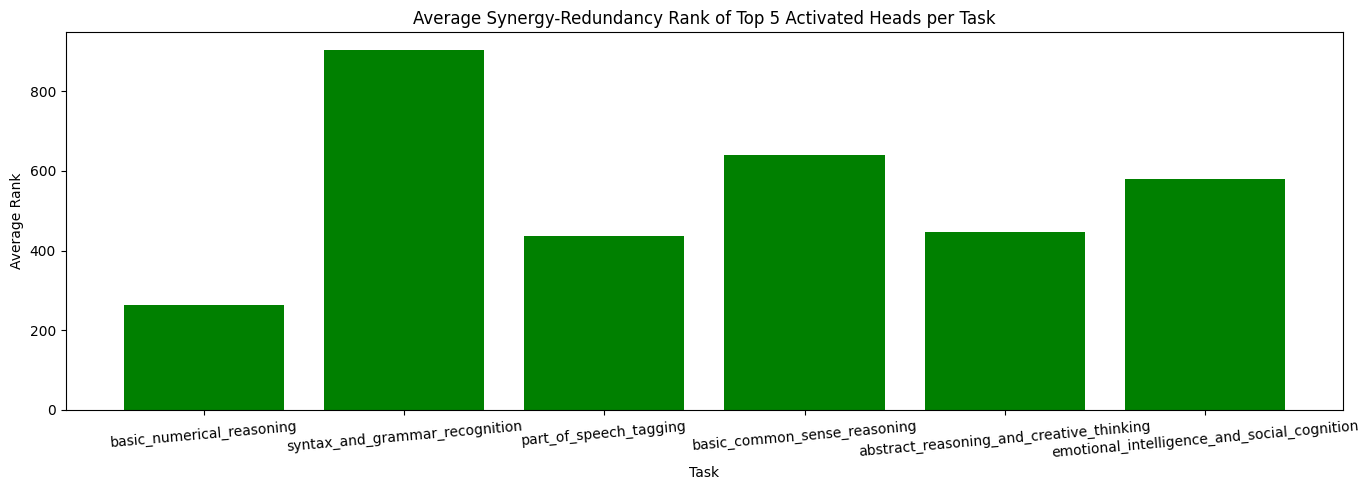 Average Synergy-Redundancy Rank of Top 5 Activated Heads per Task
Average Rank
800
600
400
200
0
basic_numerical_reasoning
syntax_and_grammar_recognition
part_of_speech_tagging
basic_common_sense_reasoning
abstract_reasoning_and_creative_thinking
emotional_intelligence_and_social_cognition
Task